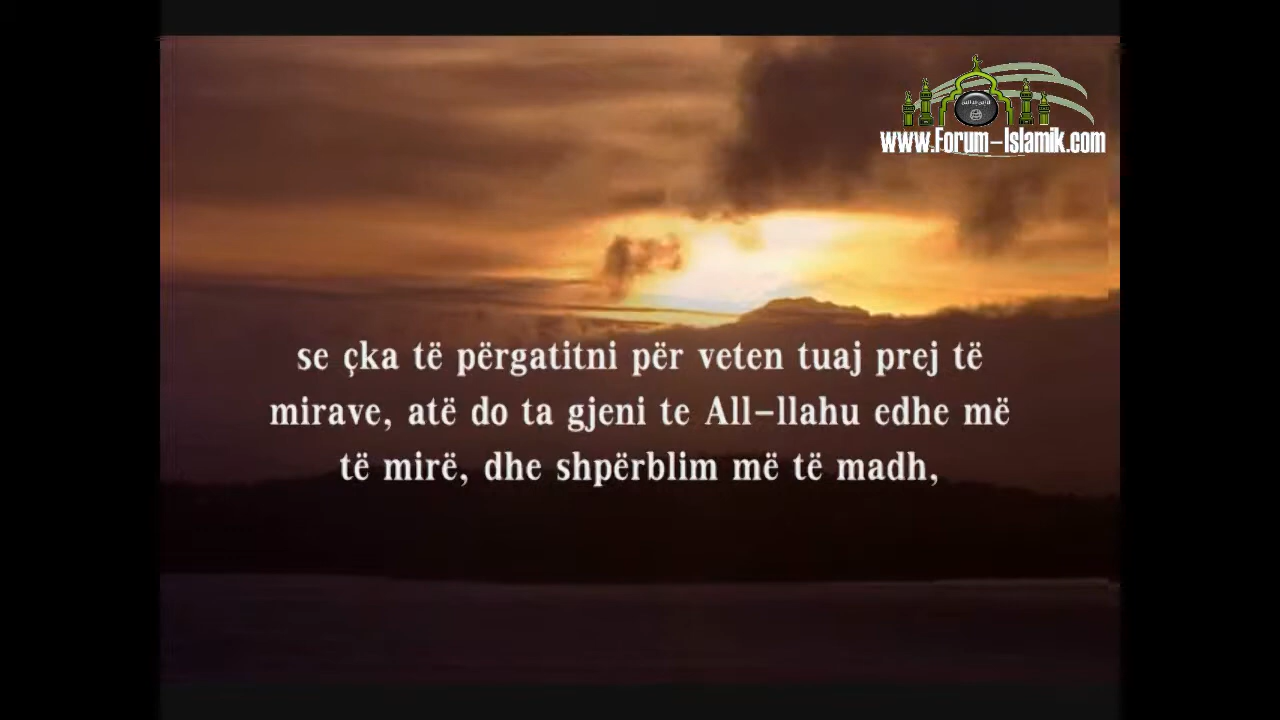 www.Forum-Islamik.com
se çka të përgatitni për veten tuaj prej të
mirave, atë do ta gjeni te All-llahu edhe më
të mirë, dhe shpërblim më të madh,